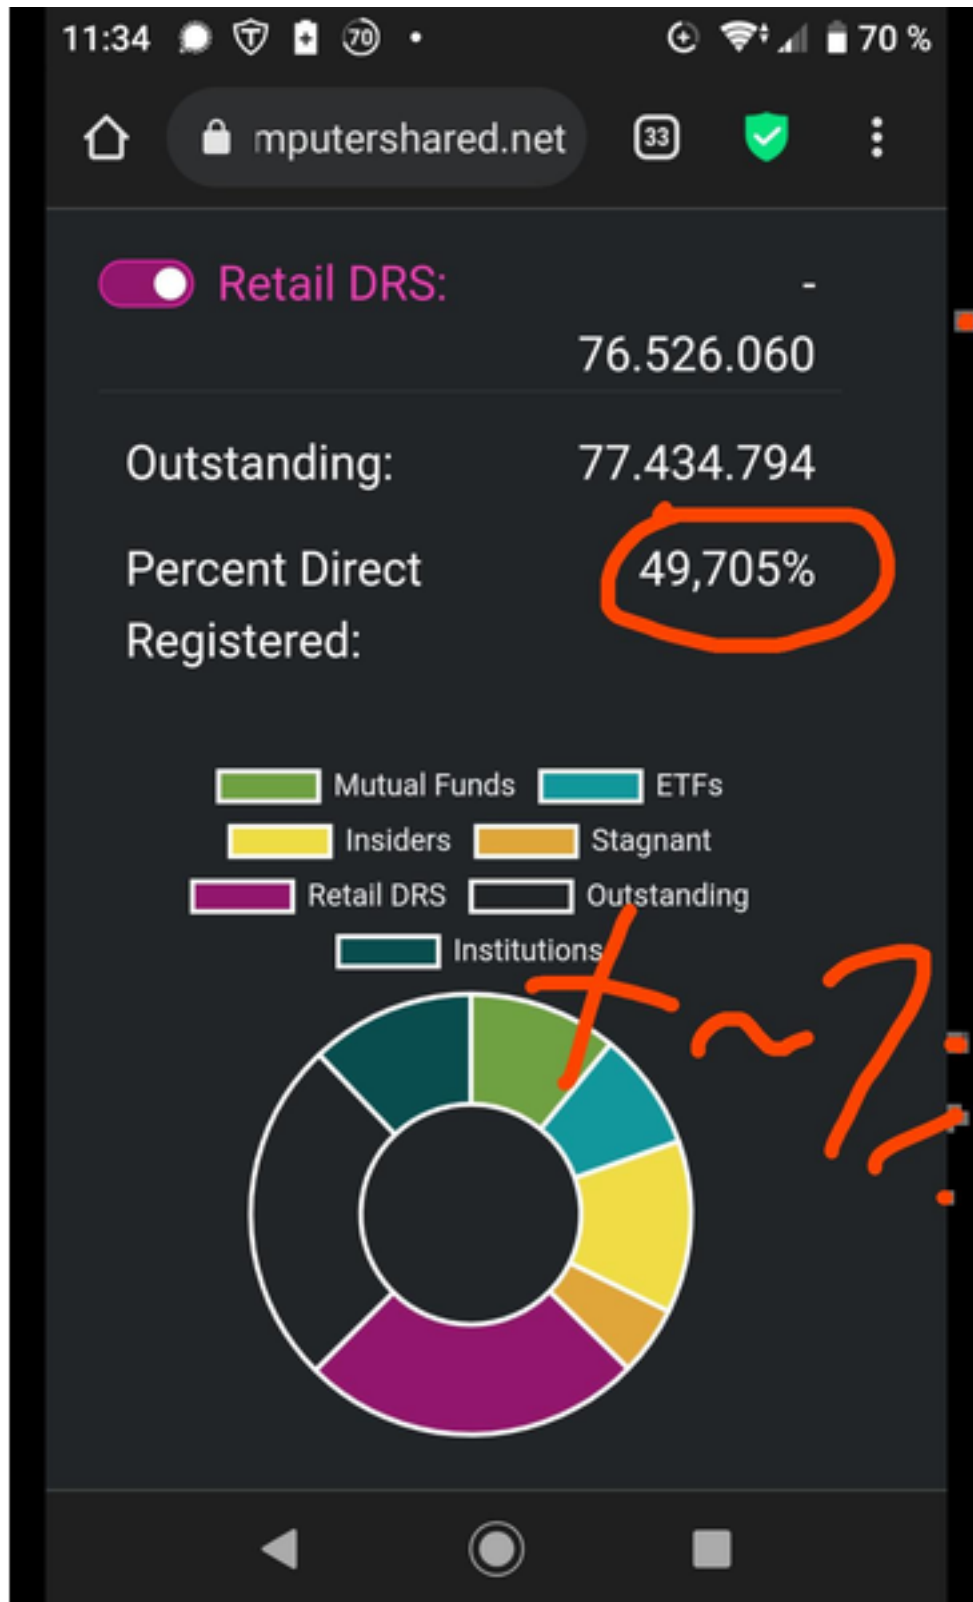 11:34 70 70 %
mputershared.net 33
Retail DRS: -
76.526.060
Outstanding: 77.434.794
Percent Direct 49,705%
Registered:
Mutual Funds ETFs
Insiders Stagnant
Retail DRS Outstanding
Institutions
+~?